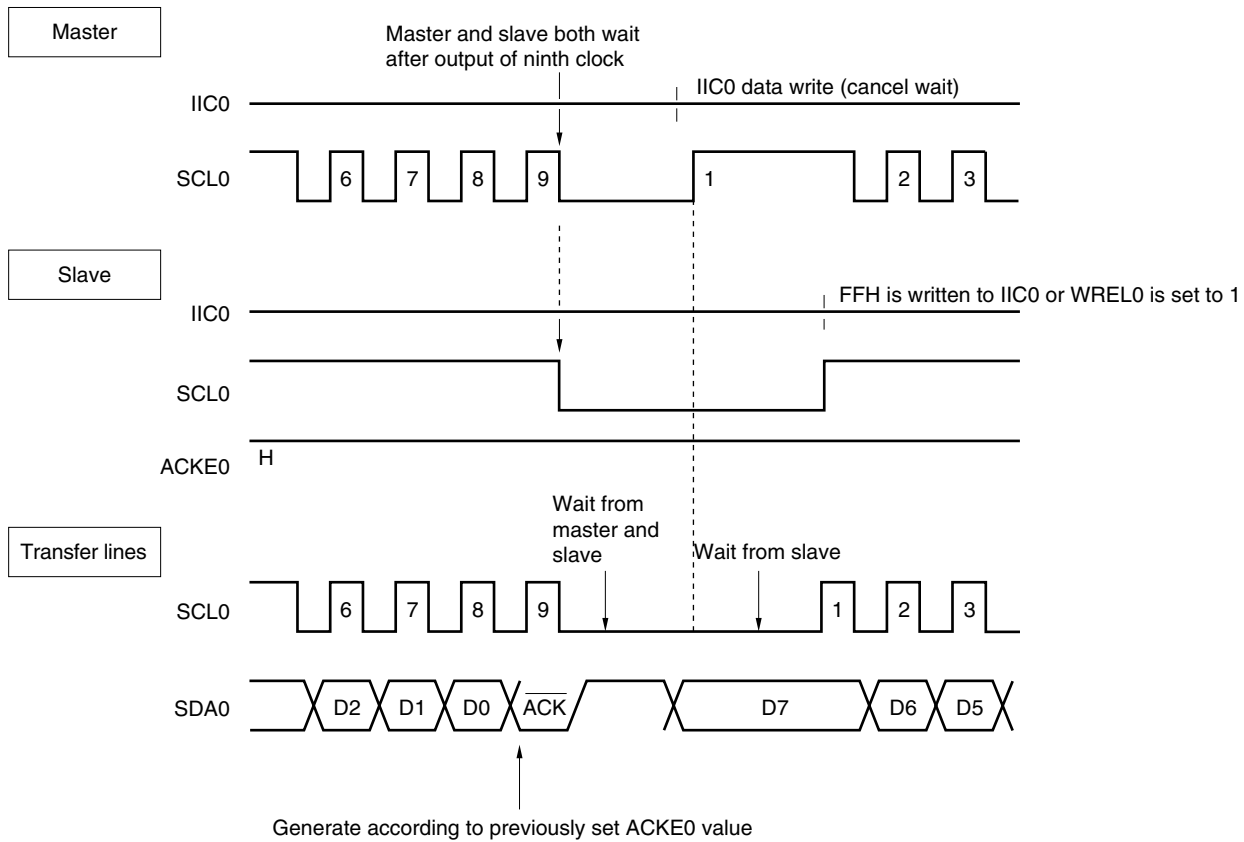 Master
Master and slave both wait
after output of ninth clock
IIC0 data write (cancel wait)
IIC0
SCL0
6 7 8 9 1 2 3
Slave
FFH is written to IIC0 or WREL0 is set to 1
IIC0
SCL0
ACKE0
H
Transfer lines
Wait from
master and
slave
Wait from slave
SCL0
6 7 8 9 1 2 3
SDA0
D2 D1 D0 ACK D7 D6 D5
Generate according to previously set ACKE0 value